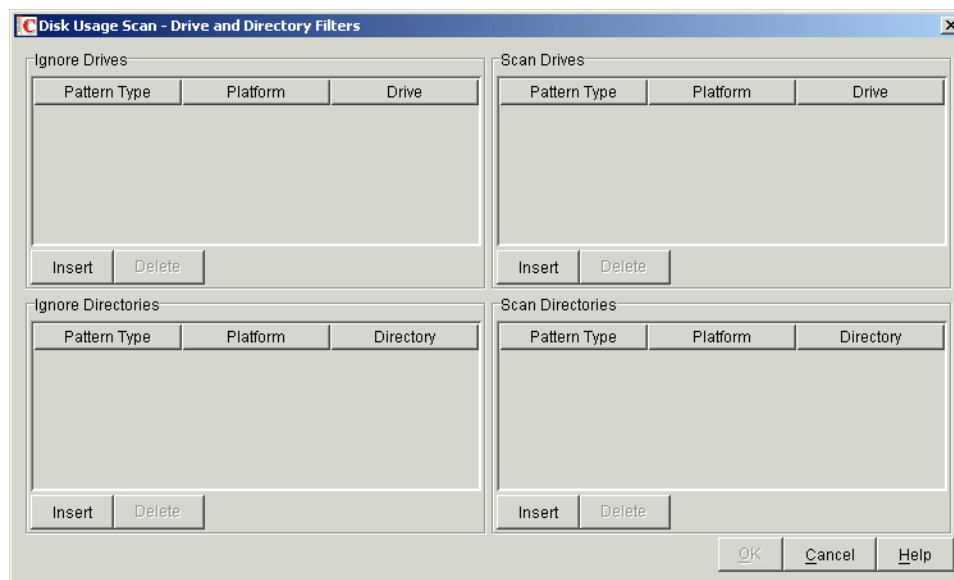 Disk Usage Scan - Drive and Directory Filters
Ignore Drives
Pattern Type Platform Drive
Insert Delete
Scan Drives
Pattern Type Platform Drive
Insert Delete
Ignore Directories
Pattern Type Platform Directory
Insert Delete
Scan Directories
Pattern Type Platform Directory
Insert Delete
OK Cancel Help